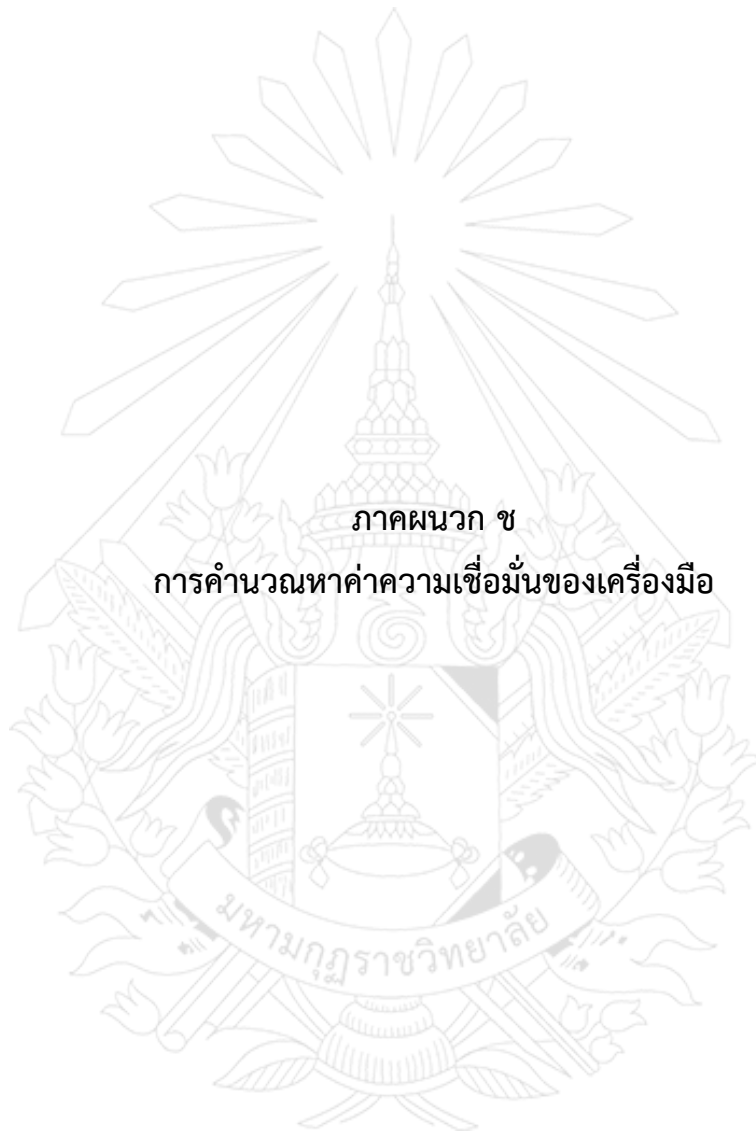 ภาคผนวก ช
การคำนวณหาค่าความเชื่อมั่นของเครื่องมือ
มหามกุฏราชวิทยาลัย